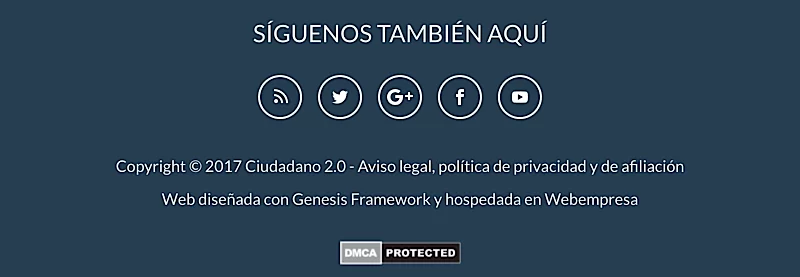 SÍGUENOS TAMBIÉN AQUÍ
G+ f
Copyright © 2017 Ciudadano 2.0 - Aviso legal, política de privacidad y de afiliación
Web diseñada con Genesis Framework y hospedada en Webempresa
DMCA PROTECTED